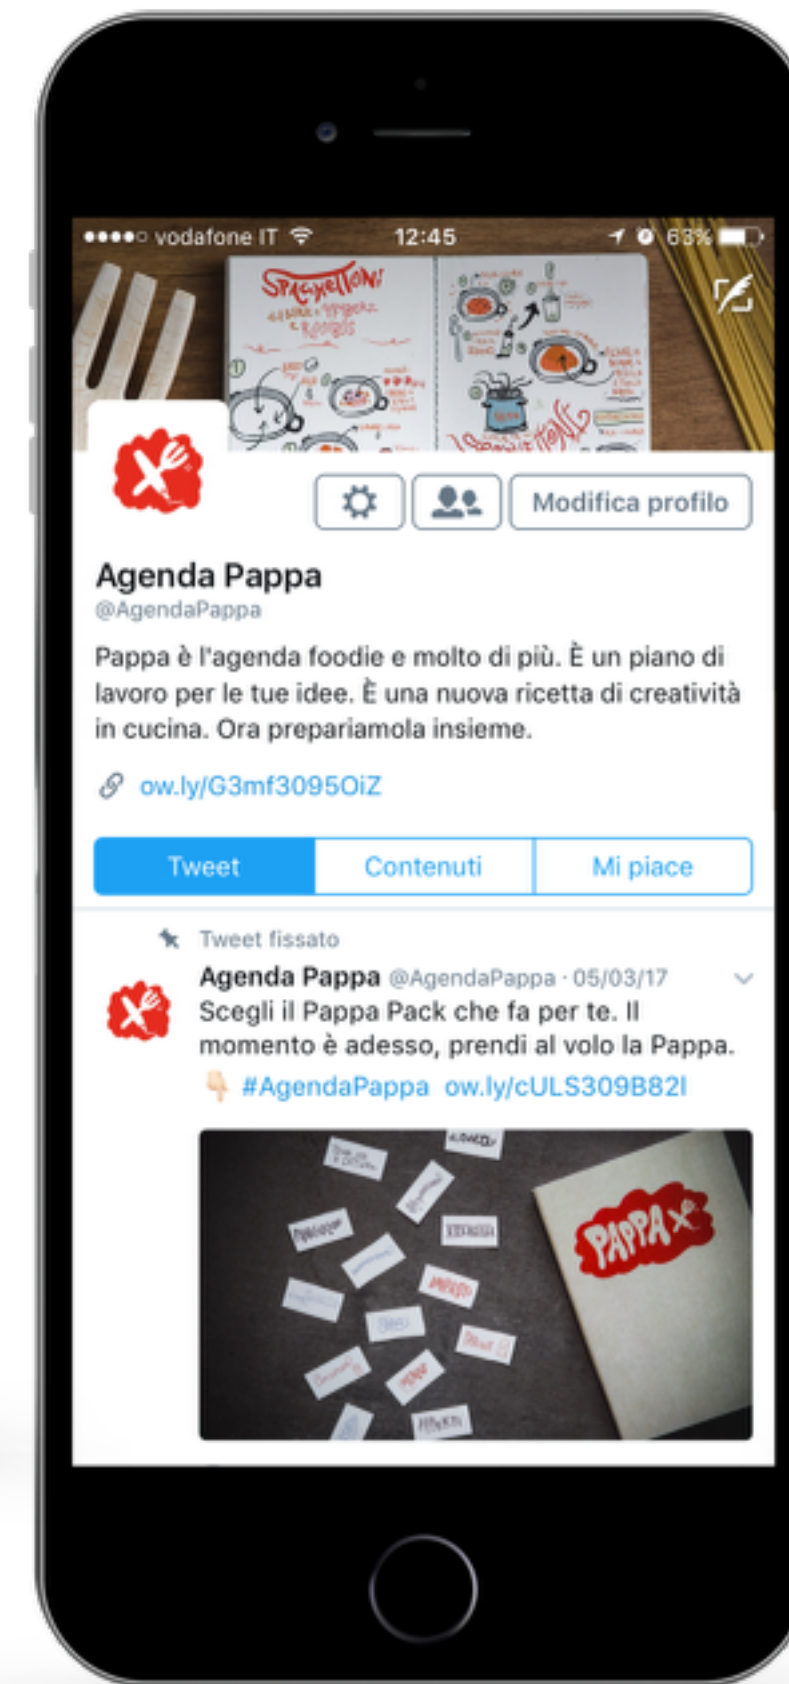 vodafone IT 12:45 63%
SPAGHETTONI
Modifica profilo
Agenda Pappa
@AgendaPappa
Pappa è l'agenda foodie e molto di più. È un piano di
lavoro per le tue idee. È una nuova ricetta di creatività
in cucina. Ora prepariamola insieme.
ow.ly/G3mf3095OiZ
Tweet Contenuti Mi piace
Tweet fissato
Agenda Pappa @AgendaPappa · 05/03/17
Scegli il Pappa Pack che fa per te. Il
momento è adesso, prendi al volo la Pappa.
👇🏻 #AgendaPappa ow.ly/cULS309B82l
PAPPA